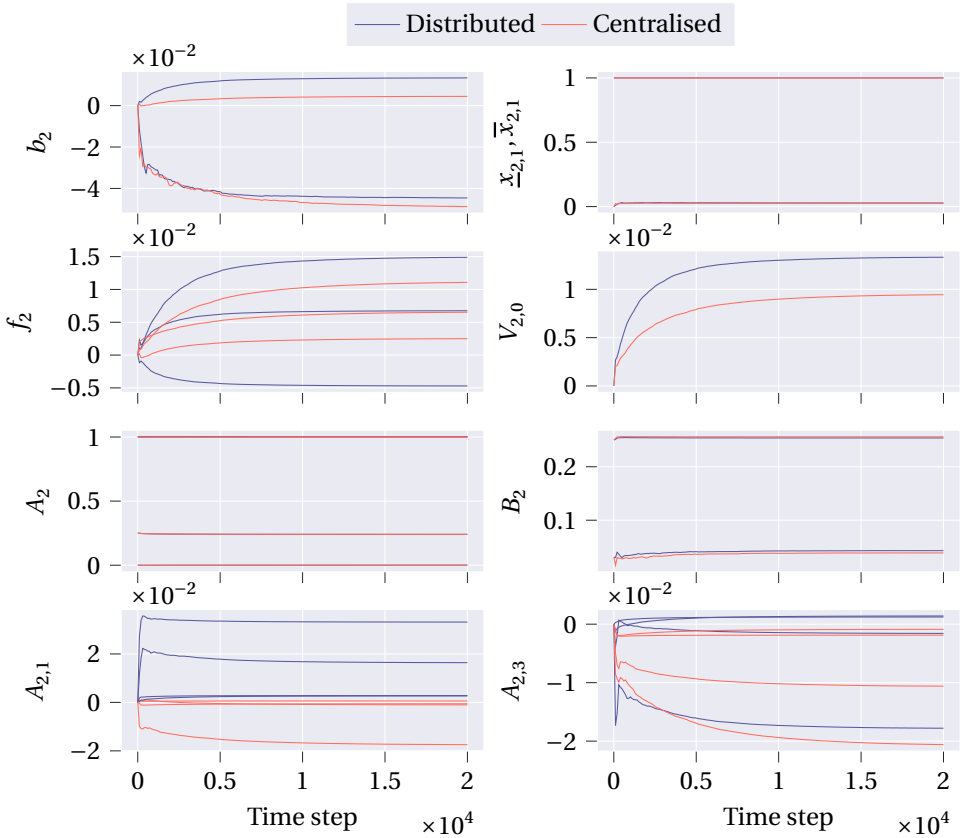 Distributed Centralised
×10⁻²
0
−2
−4
b₂
1
0.5
0
x̲₂,₁, x̅₂,₁
×10⁻²
1.5
1
0.5
0
−0.5
f₂
×10⁻²
1
0.5
0
V₂,₀
1
0.5
0
A₂
0.2
0.1
B₂
×10⁻²
2
0
−2
A₂,₁
0 0.5 1 1.5 2
Time step
×10⁴
×10⁻²
0
−1
−2
A₂,₃
0 0.5 1 1.5 2
Time step
×10⁴